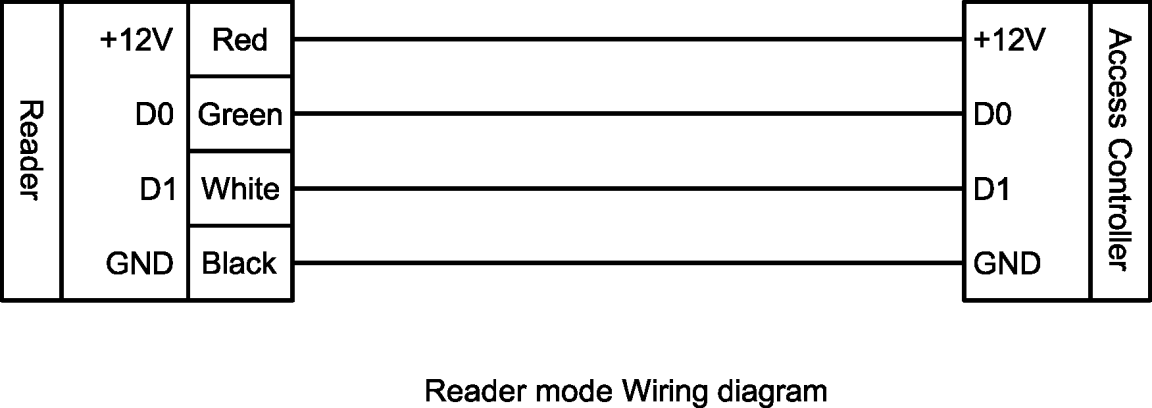 Reader
+12V Red
D0 Green
D1 White
GND Black
+12V
D0
D1
GND
Access Controller
Reader mode Wiring diagram